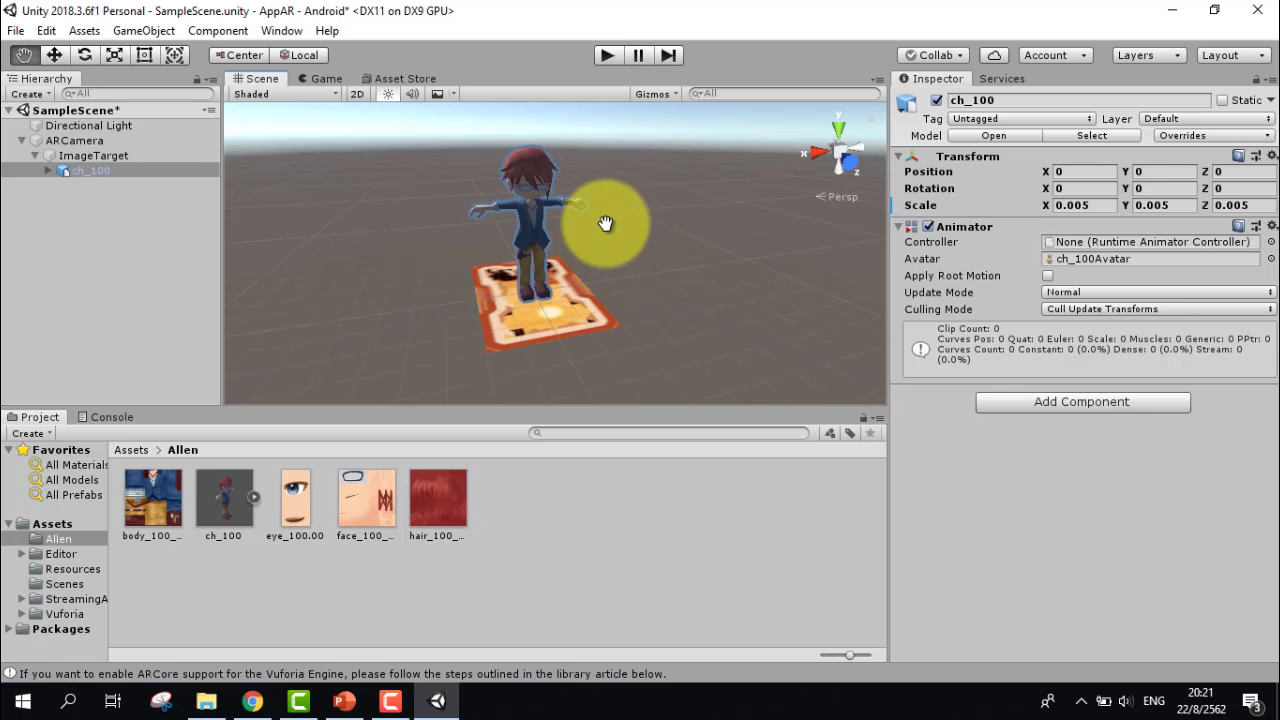 Unity 2018.3.6f1 Personal - SampleScene.unity - AppAR - Android* <DX11 on DX9 GPU>
File Edit Assets GameObject Component Window Help
Center Local Collab Account Layers Layout
Hierarchy
Create All
SampleScene*
Directional Light
ARCamera
ImageTarget
ch_100
Scene Game Asset Store
Shaded 2D Gizmos All
y
x
z
Persp
Inspector Services
ch_100 Static
Tag Untagged Layer Default
Model Open Select Overrides
Transform
Position X 0 Y 0 Z 0
Rotation X 0 Y 0 Z 0
Scale X 0.005 Y 0.005 Z 0.005
Animator
Controller None (Runtime Animator Controller)
Avatar ch_100Avatar
Apply Root Motion
Update Mode Normal
Culling Mode Cull Update Transforms
Clip Count: 0
Curves Pos: 0 Quat: 0 Euler: 0 Scale: 0 Muscles: 0 Generic: 0 PPtr: 0
Curves Count: 0 Constant: 0 (0.0%) Dense: 0 (0.0%) Stream: 0
(0.0%)
Add Component
Project Console
Create
Favorites
All Materials
All Models
All Prefabs
Assets
Allen
Editor
Resources
Scenes
StreamingA
Vuforia
Packages
Assets > Allen
body_100_... ch_100 eye_100.00 face_100_... hair_100_...
If you want to enable ARCore support for the Vuforia Engine, please follow the steps outlined in the library article below.
ENG
20:21
22/8/2562
3